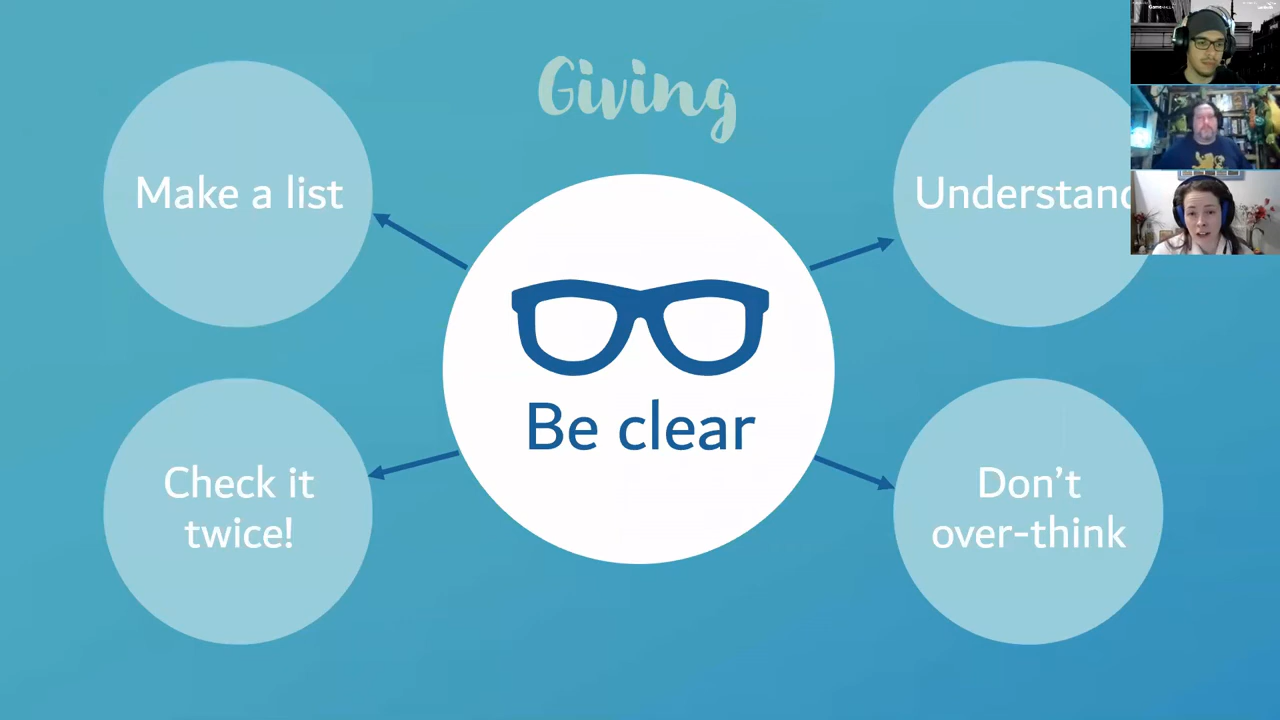 Giving
Make a list
Understand
Be clear
Check it
twice!
Don't
over-think